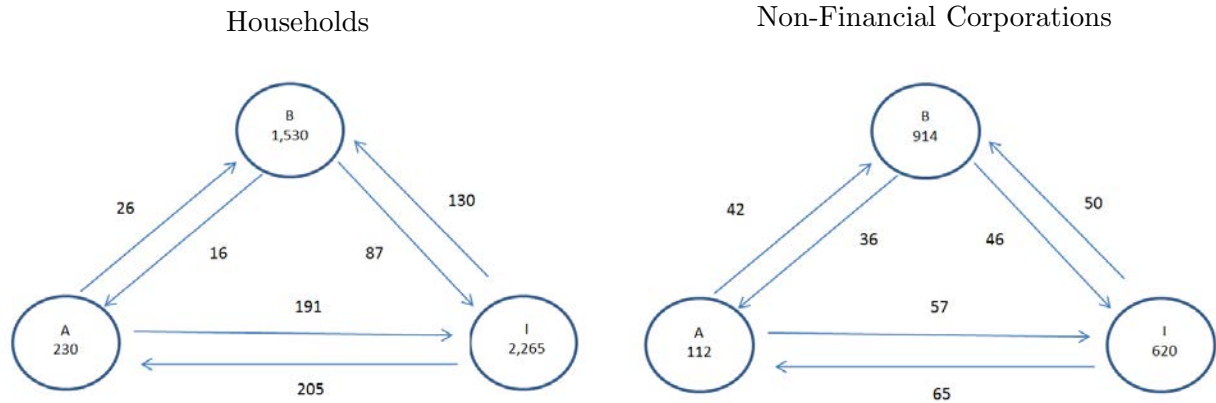 Households
B
1,530
26
130
16
87
191
A
230
I
2,265
205
Non-Financial Corporations
B
914
42
50
36
46
57
A
112
I
620
65